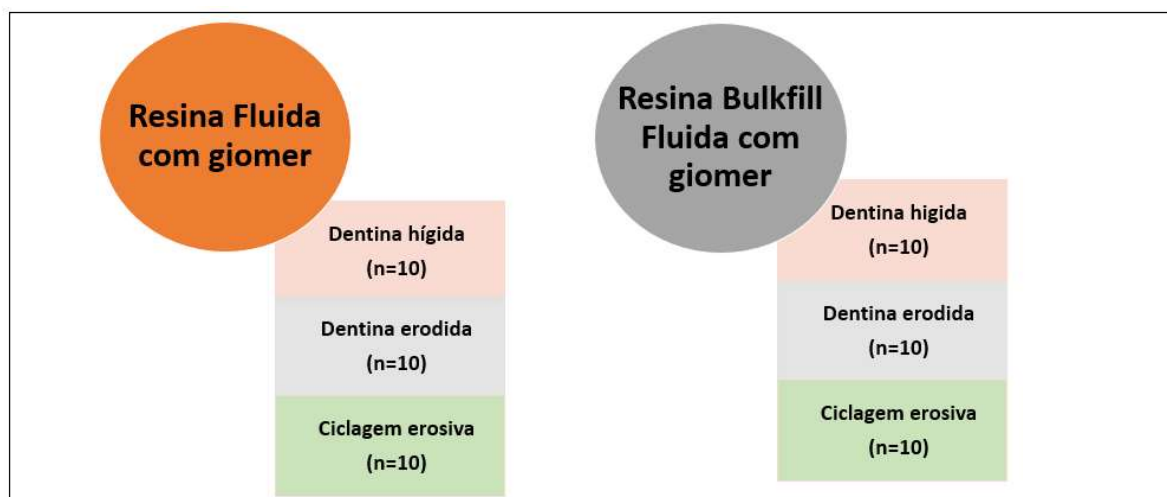 Resina Fluida
com giomer
Dentina hígida
(n=10)
Dentina erodida
(n=10)
Ciclagem erosiva
(n=10)
Resina Bulkfill
Fluida com
giomer
Dentina higida
(n=10)
Dentina erodida
(n=10)
Ciclagem erosiva
(n=10)